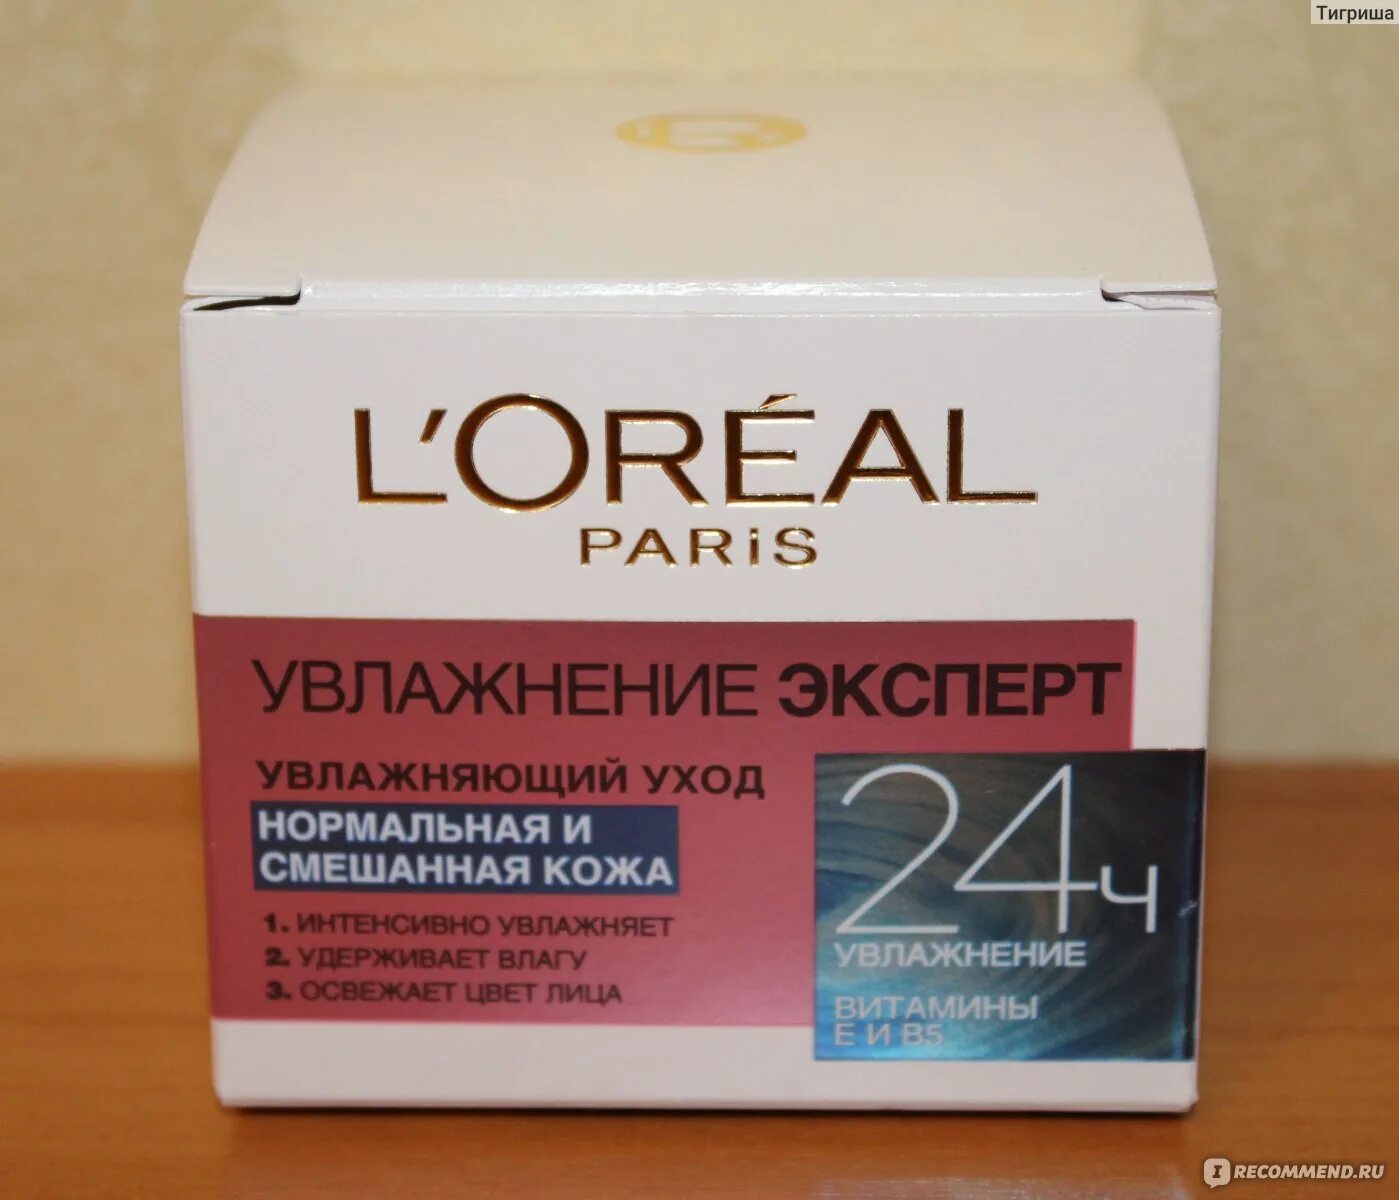 Тигриша
L'ORÉAL
PARiS
УВЛАЖНЕНИЕ ЭКСПЕРТ
УВЛАЖНЯЮЩИЙ УХОД
НОРМАЛЬНАЯ И
СМЕШАННАЯ КОЖА
1. ИНТЕНСИВНО УВЛАЖНЯЕТ
2. УДЕРЖИВАЕТ ВЛАГУ
3. ОСВЕЖАЕТ ЦВЕТ ЛИЦА
24ч
УВЛАЖНЕНИЕ
ВИТАМИНЫ
Е И В5
IRECOMMEND.RU